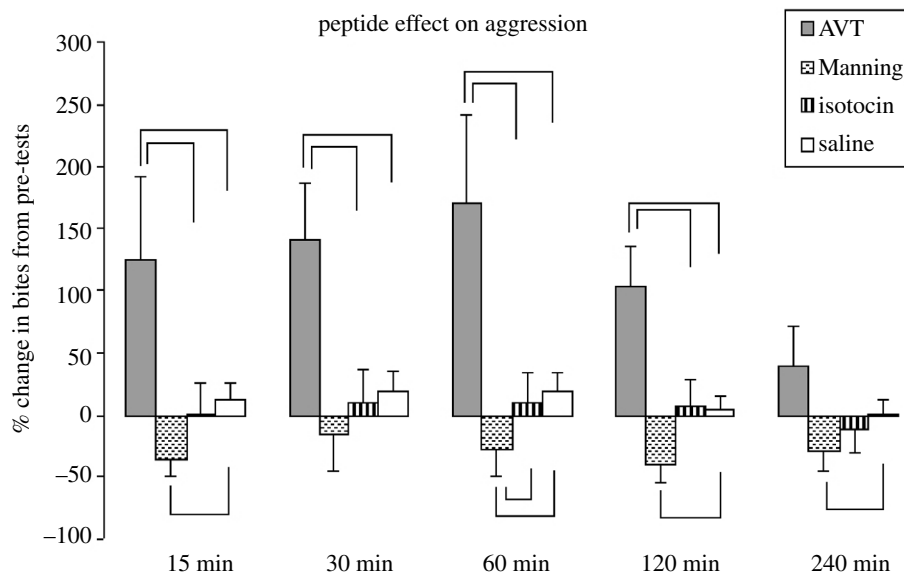 peptide effect on aggression
AVT
Manning
isotocin
saline
% change in bites from pre-tests
300
250
200
150
100
50
0
−50
−100
15 min
30 min
60 min
120 min
240 min